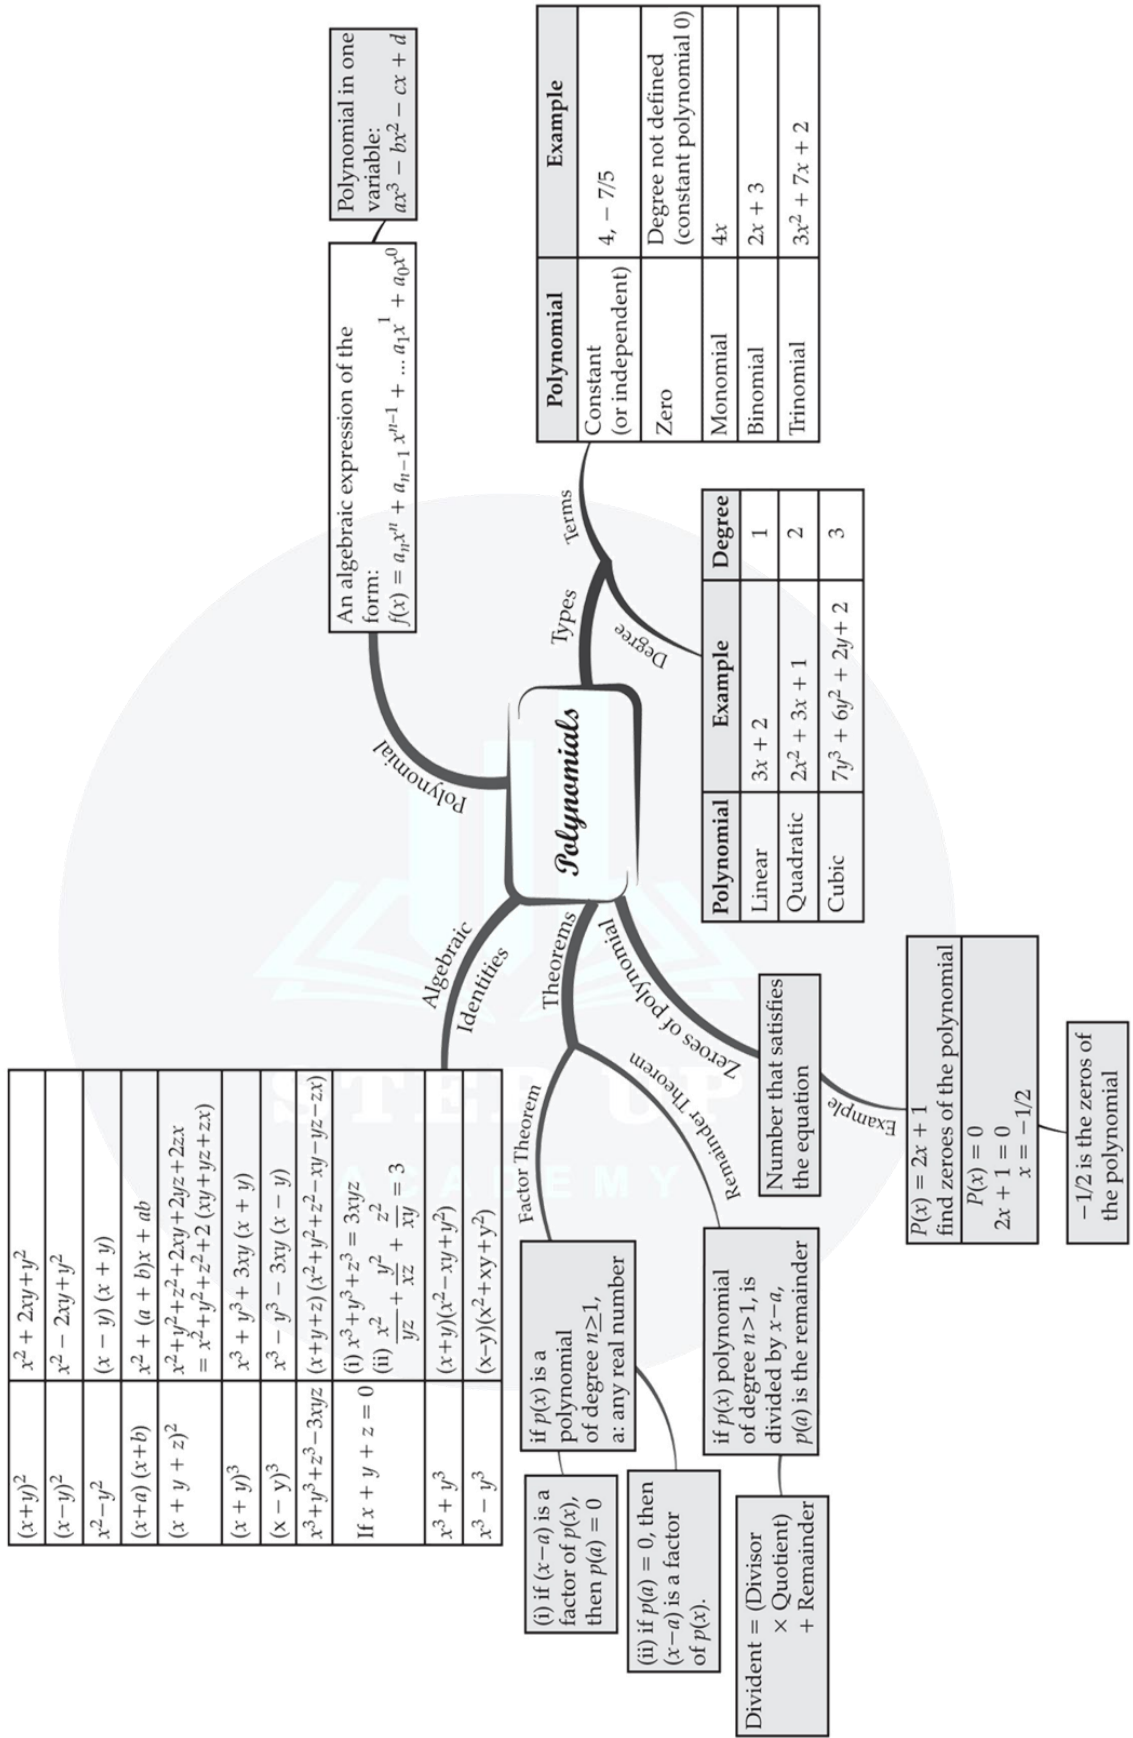 Polynomials
Polynomial
An algebraic expression of the
form:
f(x) = aₙxⁿ + aₙ₋₁ xⁿ⁻¹ + ... a₁x¹ + a₀x⁰
Polynomial in one
variable:
ax³ − bx² − cx + d
Types
Terms
Polynomial | Example
Constant
(or independent) | 4, − 7/5
Zero | Degree not defined
(constant polynomial 0)
Monomial | 4x
Binomial | 2x + 3
Trinomial | 3x² + 7x + 2
Degree
Polynomial | Example | Degree
Linear | 3x + 2 | 1
Quadratic | 2x² + 3x + 1 | 2
Cubic | 7y³ + 6y² + 2y + 2 | 3
Algebraic
Identities
(x+y)² | x² + 2xy+y²
(x−y)² | x² − 2xy+y²
x²−y² | (x − y) (x + y)
(x+a) (x+b) | x² + (a + b)x + ab
(x + y + z)² | x²+y²+z²+2xy+2yz+2zx
= x²+y²+z²+2 (xy+yz+zx)
(x + y)³ | x³ + y³+ 3xy (x + y)
(x − y)³ | x³ − y³ − 3xy (x − y)
x³+y³+z³−3xyz | (x+y+z) (x²+y²+z²−xy−yz−zx)
If x + y + z = 0 | (i) x³+y³+z³ = 3xyz
(ii) x²/yz + y²/xz + z²/xy = 3
x³ + y³ | (x+y)(x²−xy+y²)
x³ − y³ | (x−y)(x²+xy+y²)
Theorems
Factor Theorem
if p(x) is a
polynomial
of degree n≥1,
a: any real number
(i) if (x−a) is a
factor of p(x),
then p(a) = 0
(ii) if p(a) = 0, then
(x−a) is a factor
of p(x).
Remainder Theorem
if p(x) polynomial
of degree n>1, is
divided by x−a,
p(a) is the remainder
Divident = (Divisor
× Quotient)
+ Remainder
Zeroes of polynomial
Number that satisfies
the equation
Example
P(x) = 2x + 1
find zeroes of the polynomial
P(x) = 0
2x + 1 = 0
x = −1/2
−1/2 is the zeros of
the polynomial
STEP UP
ACADEMY